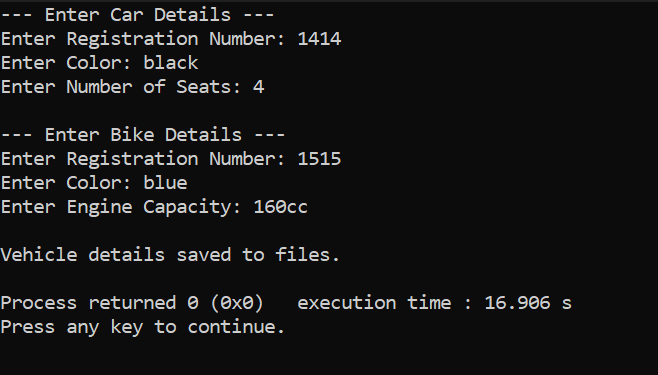 --- Enter Car Details ---
Enter Registration Number: 1414
Enter Color: black
Enter Number of Seats: 4
--- Enter Bike Details ---
Enter Registration Number: 1515
Enter Color: blue
Enter Engine Capacity: 160cc
Vehicle details saved to files.
Process returned 0 (0x0)   execution time : 16.906 s
Press any key to continue.